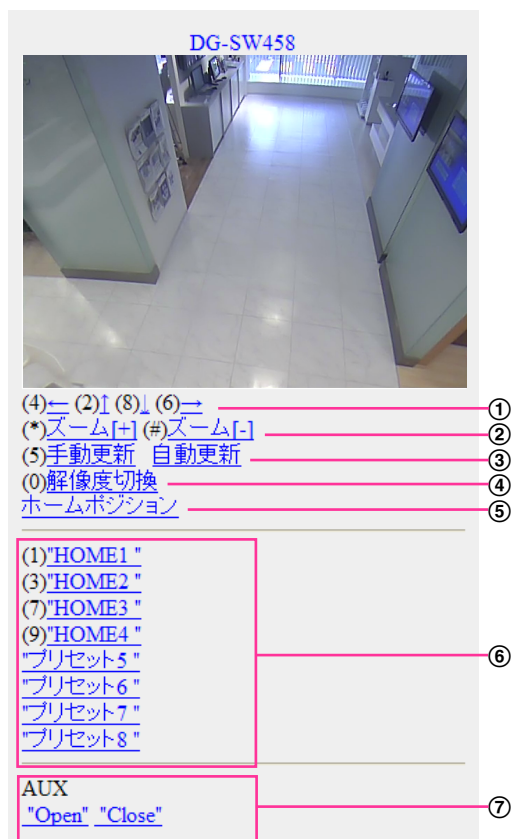 DG-SW458
(4)← (2)↑ (8)↓ (6)→ ①
(*)ズーム[+] (#)ズーム[-] ②
(5)手動更新 自動更新 ③
(0)解像度切換 ④
ホームポジション ⑤
(1)"HOME1 "
(3)"HOME2 "
(7)"HOME3 "
(9)"HOME4 "
"プリセット5 " ⑥
"プリセット6 "
"プリセット7 "
"プリセット8 "
AUX
"Open" "Close" ⑦